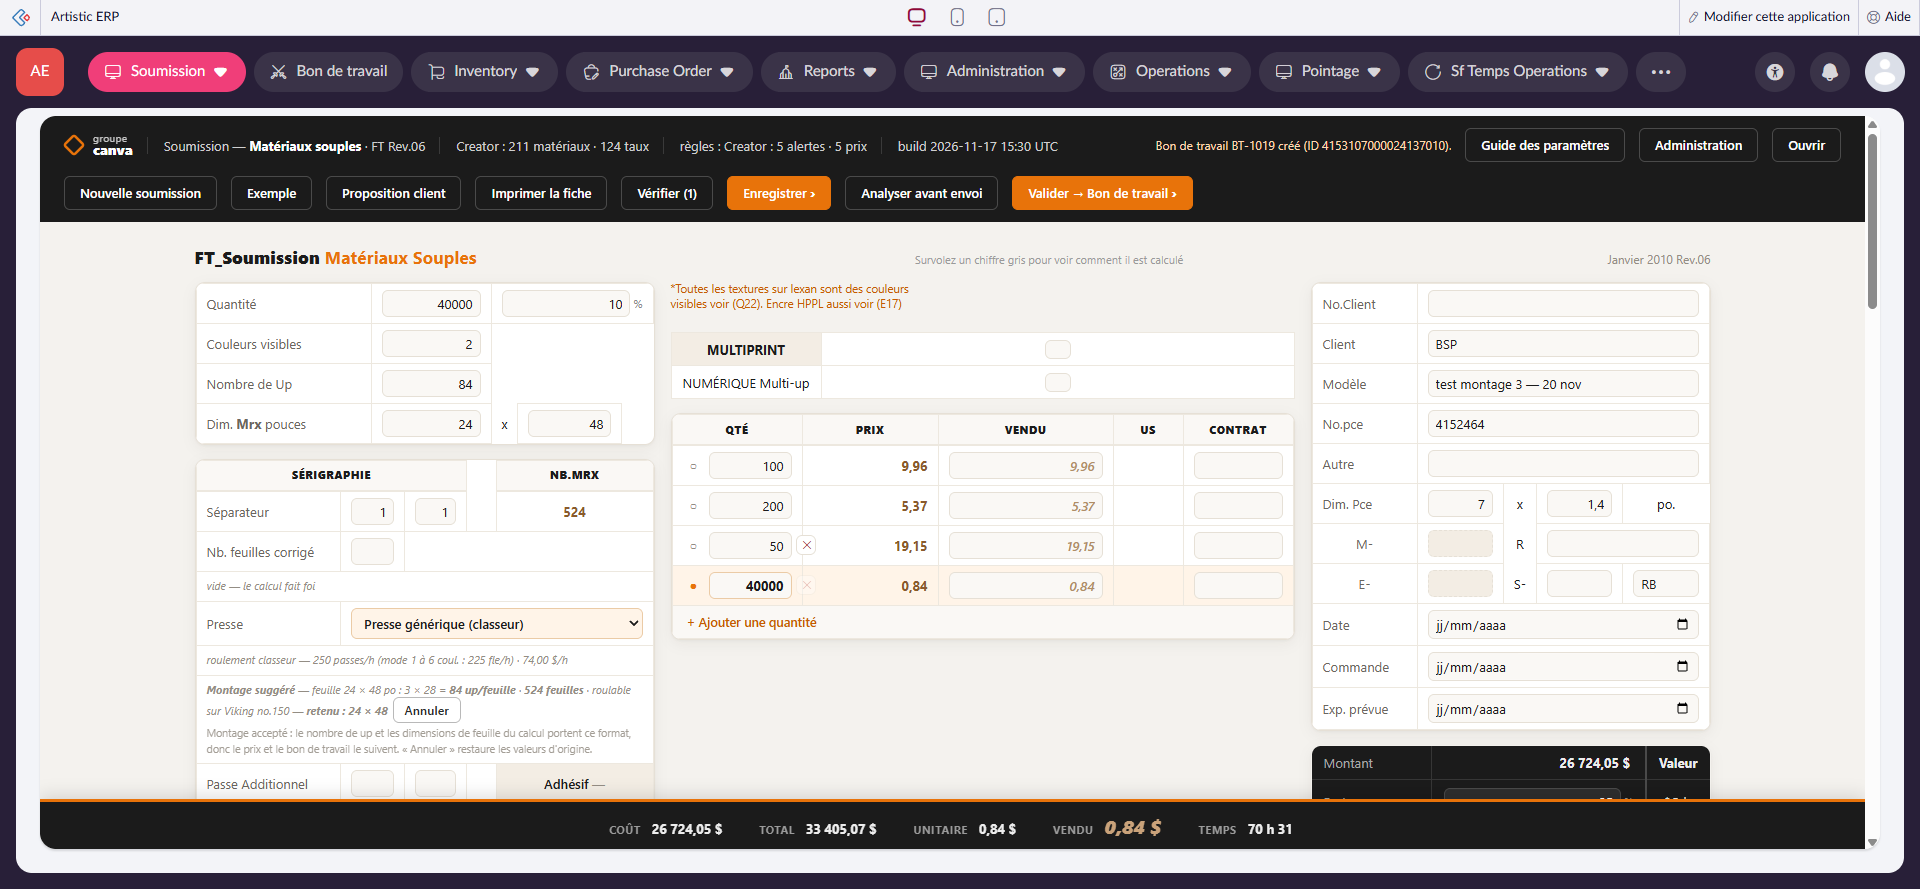 Artistic ERP
Modifier cette application
Aide
AE
Soumission
Bon de travail
Inventory
Purchase Order
Reports
Administration
Operations
Pointage
Sf Temps Operations
groupe
canva
Soumission — Matériaux souples · FT Rev.06
Creator : 211 matériaux · 124 taux
règles : Creator : 5 alertes · 5 prix
build 2026-11-17 15:30 UTC
Bon de travail BT-1019 créé (ID 4153107000024137010).
Guide des paramètres
Administration
Ouvrir
Nouvelle soumission
Exemple
Proposition client
Imprimer la fiche
Vérifier (1)
Enregistrer ›
Analyser avant envoi
Valider → Bon de travail ›
FT_Soumission Matériaux Souples
Survolez un chiffre gris pour voir comment il est calculé
Janvier 2010 Rev.06
Quantité 40000 10 %
Couleurs visibles 2
Nombre de Up 84
Dim. Mrx pouces 24 x 48
SÉRIGRAPHIE NB.MRX
Séparateur 1 1 524
Nb. feuilles corrigé
vide — le calcul fait foi
Presse Presse générique (classeur)
roulement classeur — 250 passes/h (mode 1 à 6 coul. : 225 fle/h) · 74,00 $/h
Montage suggéré — feuille 24 × 48 po : 3 × 28 = 84 up/feuille · 524 feuilles · roulable
sur Viking no.150 — retenu : 24 × 48 Annuler
Montage accepté : le nombre de up et les dimensions de feuille du calcul portent ce format,
donc le prix et le bon de travail le suivent. « Annuler » restaure les valeurs d'origine.
Passe Additionnel Adhésif —
*Toutes les textures sur lexan sont des couleurs
visibles voir (Q22). Encre HPPL aussi voir (E17)
MULTIPRINT
NUMÉRIQUE Multi-up
QTÉ PRIX VENDU US CONTRAT
100 9,96 9,96
200 5,37 5,37
50 19,15 19,15
40000 0,84 0,84
+ Ajouter une quantité
No.Client
Client BSP
Modèle test montage 3 — 20 nov
No.pce 4152464
Autre
Dim. Pce 7 x 1,4 po.
M- R
E- S- RB
Date jj/mm/aaaa
Commande jj/mm/aaaa
Exp. prévue jj/mm/aaaa
Montant 26 724,05 $ Valeur
COÛT 26 724,05 $ TOTAL 33 405,07 $ UNITAIRE 0,84 $ VENDU 0,84 $ TEMPS 70 h 31